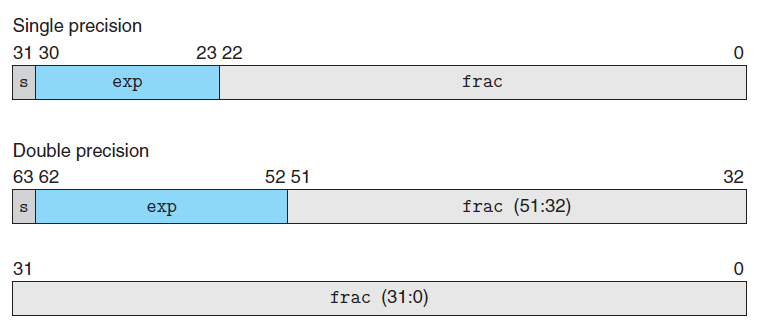 Single precision
31 30 23 22 0
s exp frac
Double precision
63 62 52 51 32
s exp frac (51:32)
31 0
frac (31:0)